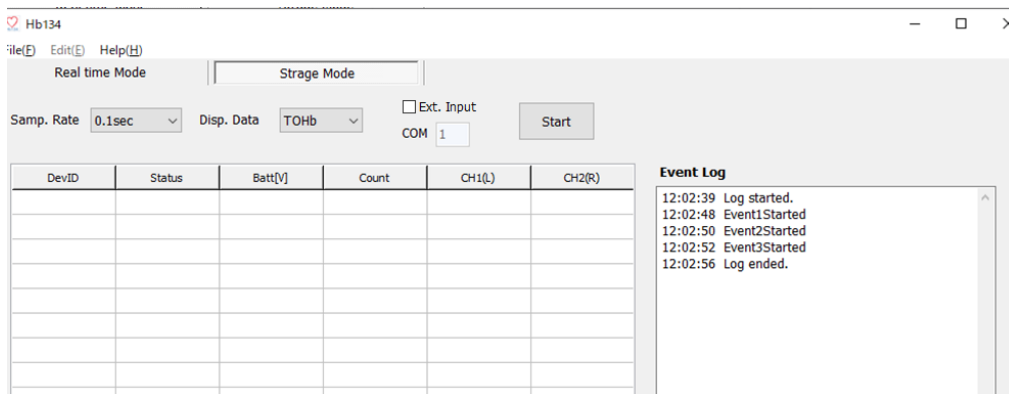 Hb134
File(F) Edit(E) Help(H)
Real time Mode Strage Mode
Samp. Rate 0.1sec Disp. Data TOHb Ext. Input Start
COM 1
DevID Status Batt[V] Count CH1(L) CH2(R)
Event Log
12:02:39 Log started.
12:02:48 Event1Started
12:02:50 Event2Started
12:02:52 Event3Started
12:02:56 Log ended.